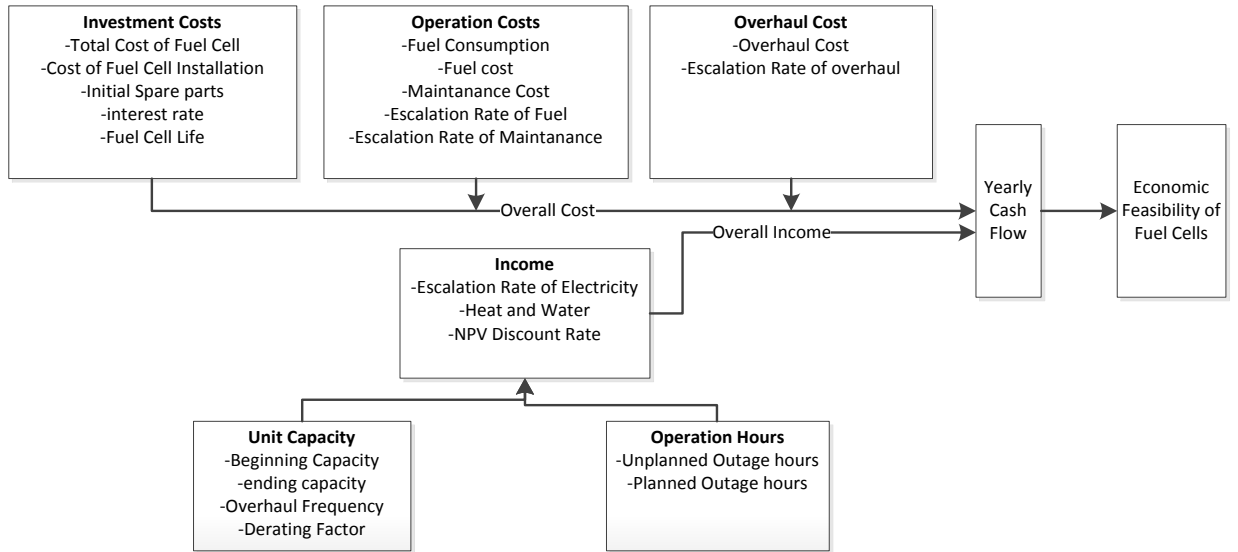 Investment Costs
-Total Cost of Fuel Cell
-Cost of Fuel Cell Installation
-Initial Spare parts
-interest rate
-Fuel Cell Life
Operation Costs
-Fuel Consumption
-Fuel cost
-Maintanance Cost
-Escalation Rate of Fuel
-Escalation Rate of Maintanance
Overhaul Cost
-Overhaul Cost
-Escalation Rate of overhaul
Overall Cost
Overall Income
Yearly
Cash
Flow
Economic
Feasibility of
Fuel Cells
Income
-Escalation Rate of Electricity
-Heat and Water
-NPV Discount Rate
Unit Capacity
-Beginning Capacity
-ending capacity
-Overhaul Frequency
-Derating Factor
Operation Hours
-Unplanned Outage hours
-Planned Outage hours